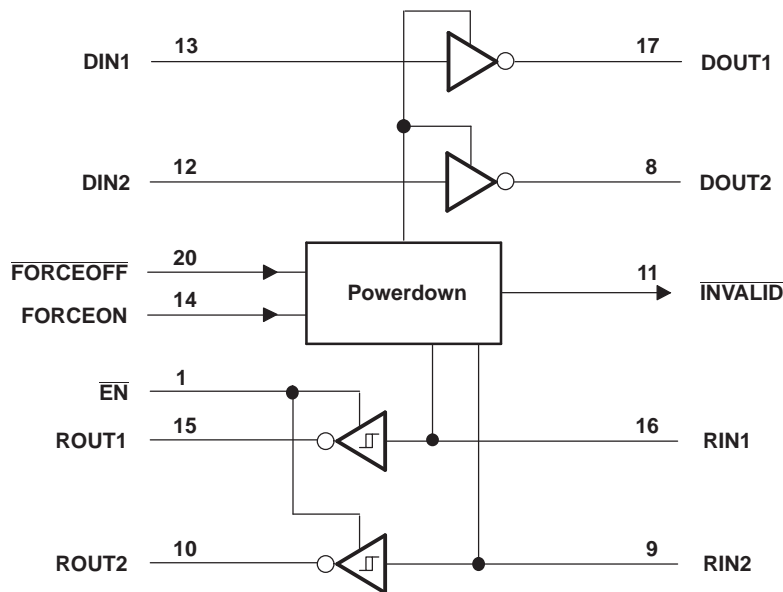 DIN1 13 17 DOUT1
DIN2 12 8 DOUT2
FORCEOFF 20 Powerdown 11 INVALID
FORCEON 14
EN 1
ROUT1 15 16 RIN1
ROUT2 10 9 RIN2